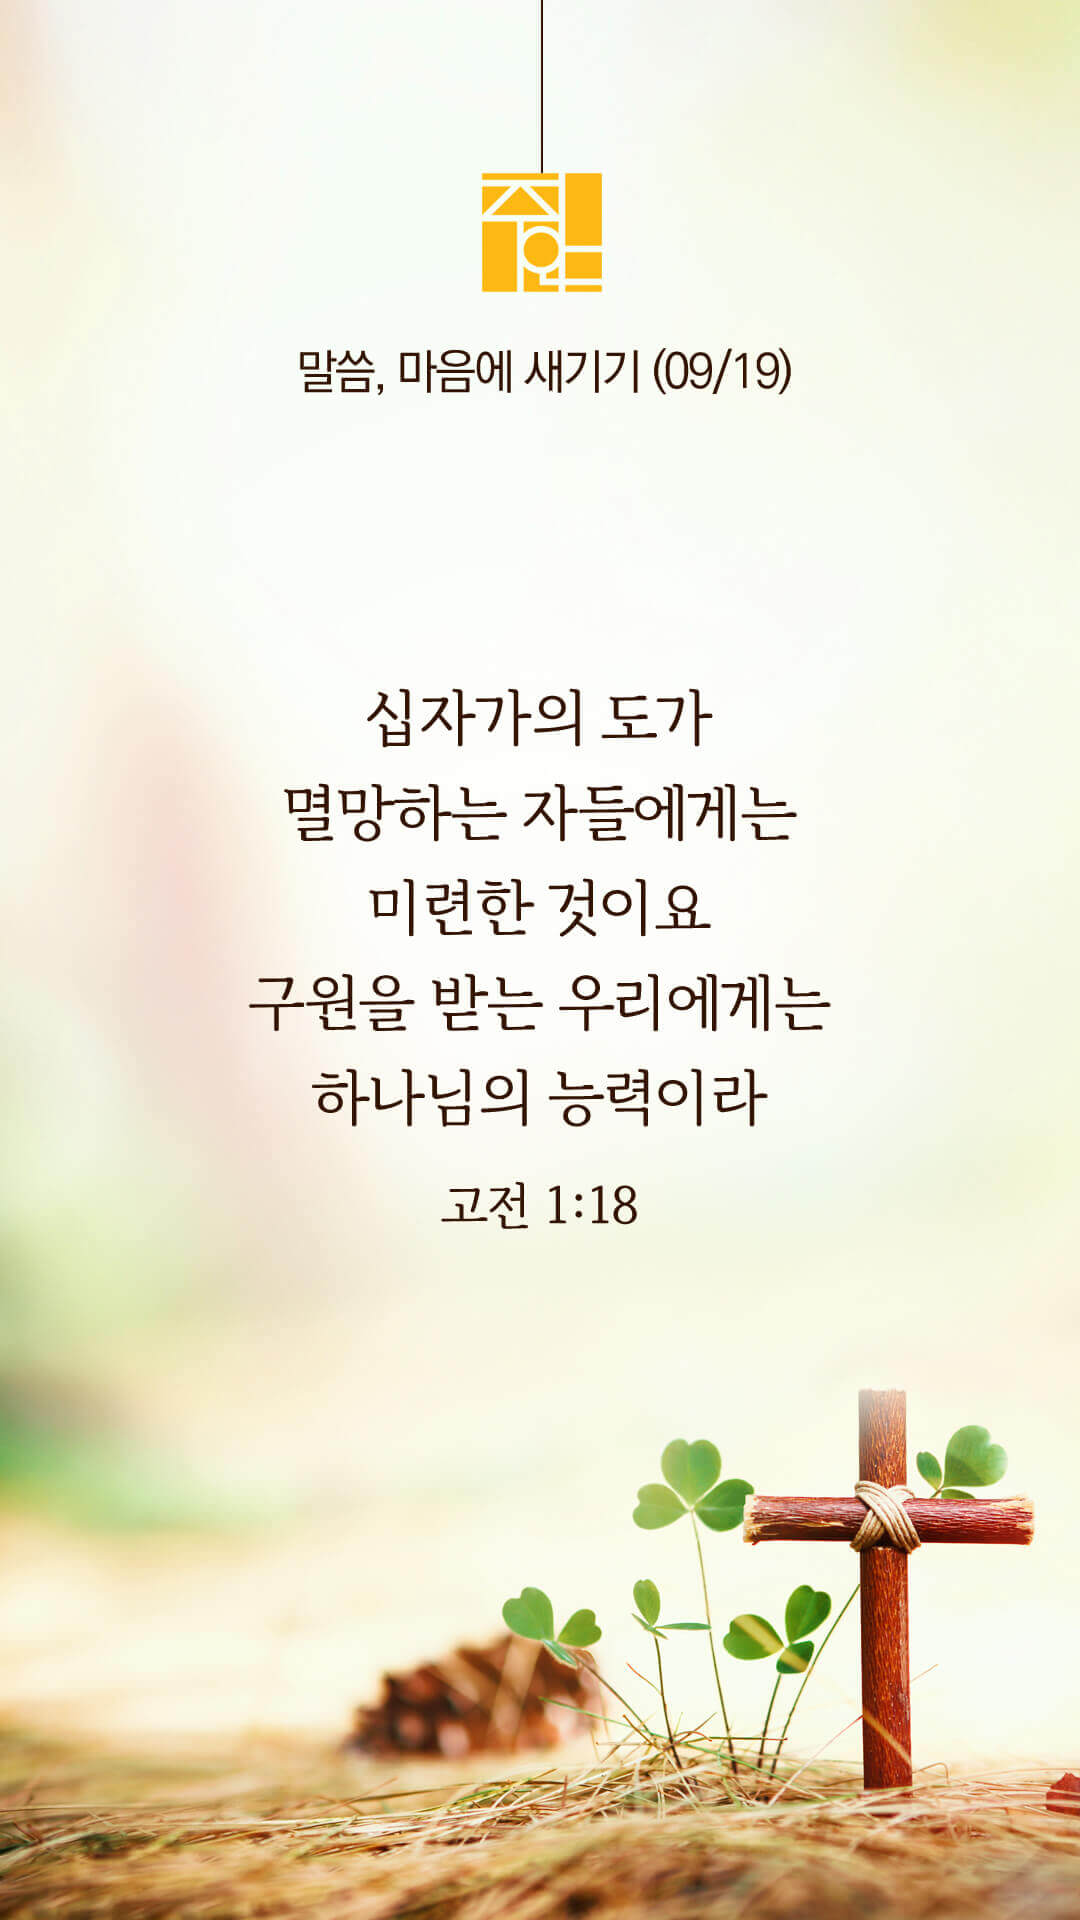 주인
말씀, 마음에 새기기 (09/19)
십자가의 도가
멸망하는 자들에게는
미련한 것이요
구원을 받는 우리에게는
하나님의 능력이라
고전 1:18